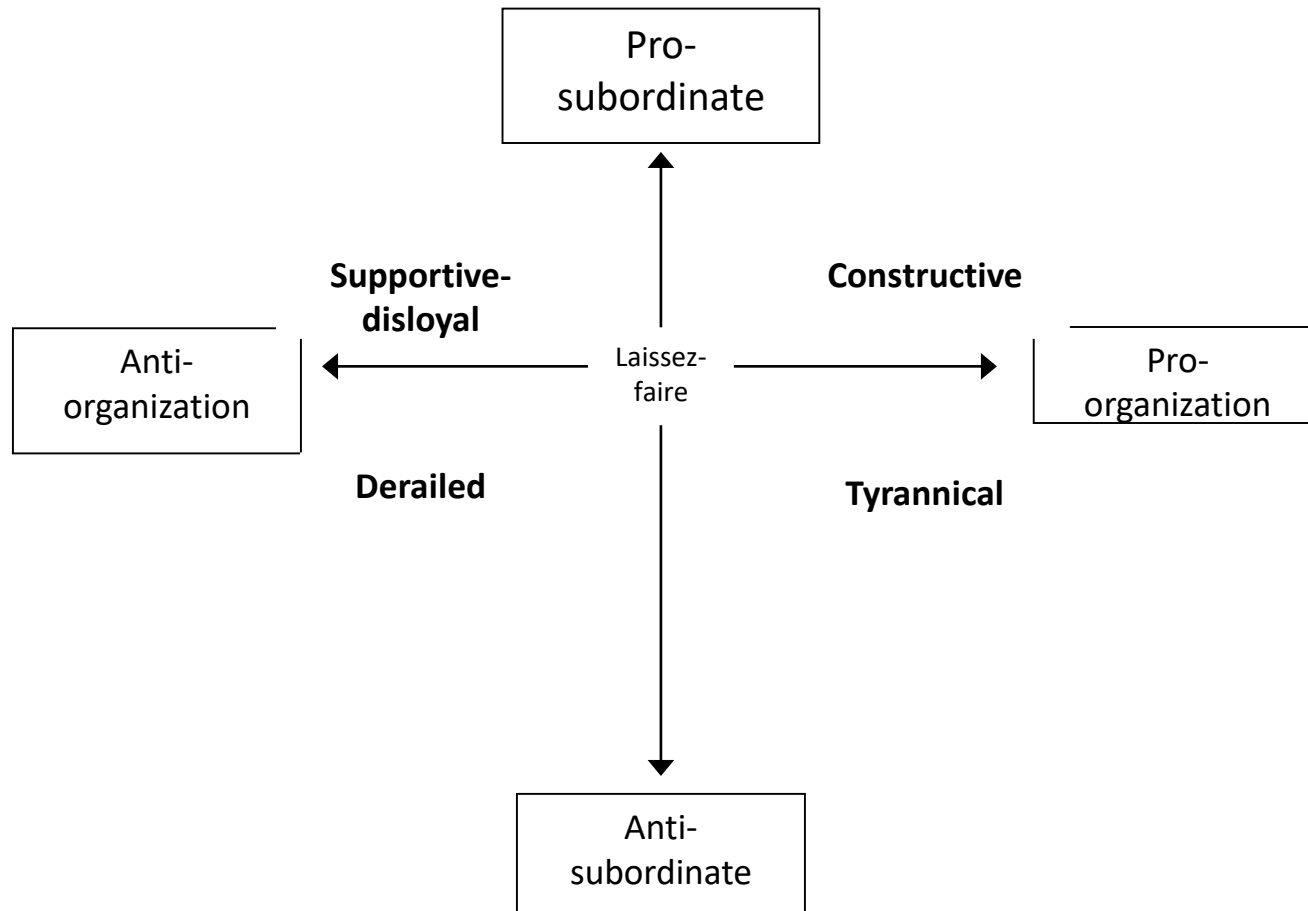 Pro-
subordinate
Supportive-
disloyal
Constructive
Anti-
organization
Laissez-
faire
Pro-
organization
Derailed
Tyrannical
Anti-
subordinate